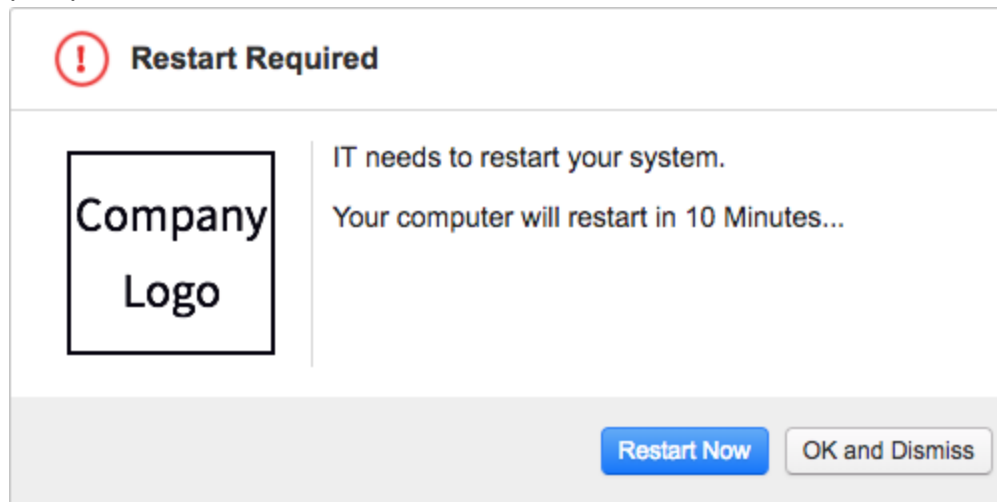 Restart Required
IT needs to restart your system.
Your computer will restart in 10 Minutes...
Company
Logo
Restart Now
OK and Dismiss